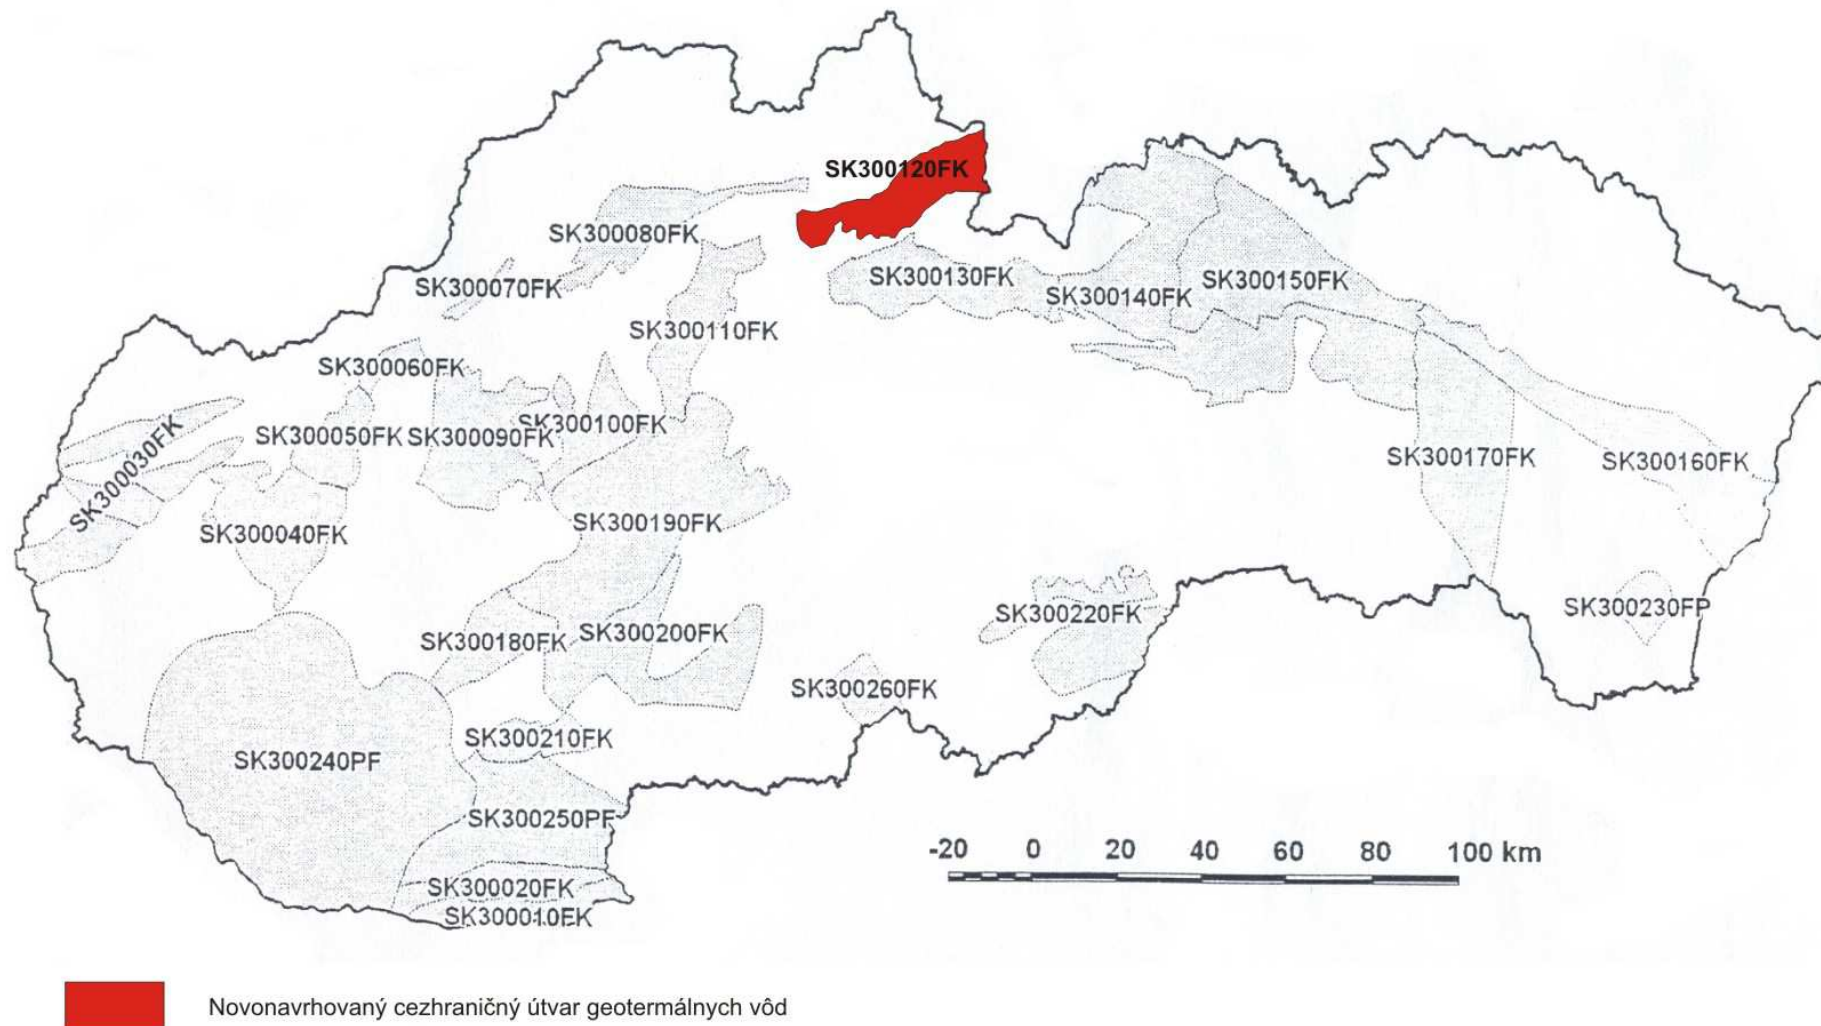 SK300120FK
SK300080FK
SK300070FK
SK300130FK
SK300140FK
SK300150FK
SK300110FK
SK300060FK
SK300050FK
SK300090FK
SK300100FK
SK300030FK
SK300040FK
SK300190FK
SK300170FK
SK300160FK
SK300180FK
SK300200FK
SK300220FK
SK300230FP
SK300260FK
SK300210FK
SK300240PF
SK300250PF
SK300020FK
SK300010FK
-20 0 20 40 60 80 100 km
Novonavrhovaný cezhraničný útvar geotermálnych vôd